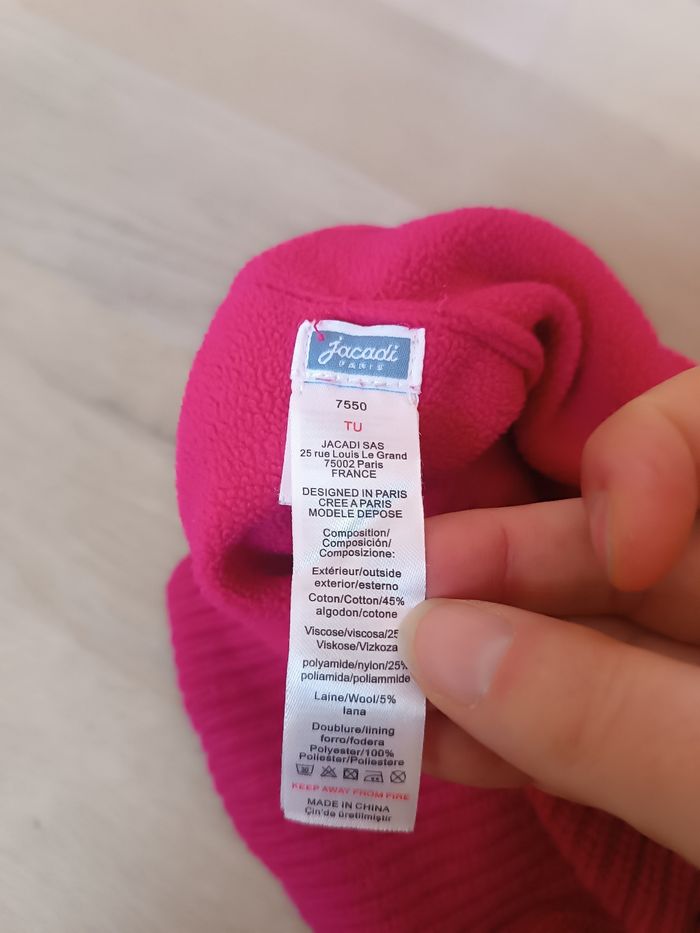 jacadi
PARIS
7550
TU
JACADI SAS
25 rue Louis Le Grand
75002 Paris
FRANCE
DESIGNED IN PARIS
CREE A PARIS
MODELE DEPOSE
Composition/
Composición/
Composizione:
Extérieur/outside
exterior/esterno
Coton/Cotton/45%
algodon/cotone
Viscose/viscosa/25
Viskose/Vizkoza
polyamide/nylon/25%
poliamida/poliammide
Laine/Wool/5%
lana
Doublure/lining
forro/fodera
Polyester/100%
Poliester/Poliestere
KEEP AWAY FROM FIRE
MADE IN CHINA
Çin'de üretilmiştir